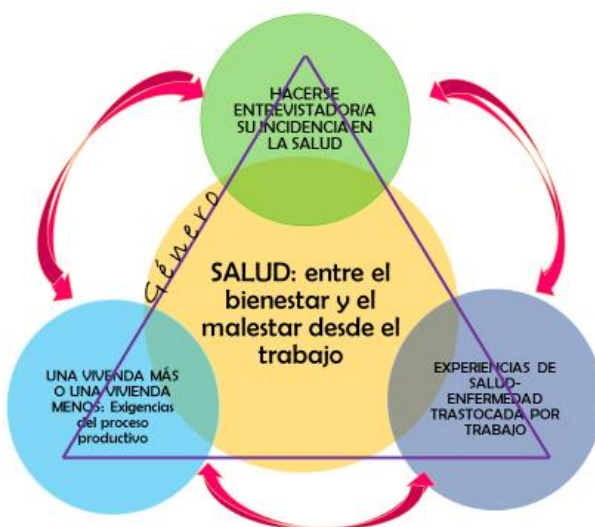 HACERSE
ENTREVISTADOR/A
SU INCIDENCIA EN
LA SALUD
Género
SALUD: entre el
bienestar y el
malestar desde el
trabajo
UNA VIVENDA MÁS
O UNA VIVIENDA
MENOS: Exigencias
del proceso
productivo
EXPERIENCIAS DE
SALUD-
ENFERMEDAD
TRASTOCADA POR
TRABAJO